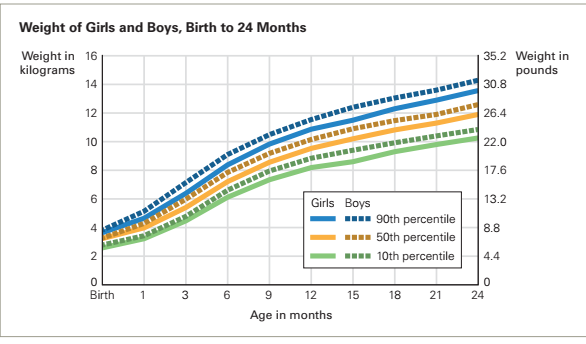 Weight of Girls and Boys, Birth to 24 Months
Weight in
kilograms
16
14
12
10
8
6
4
2
0
35.2
30.8
26.4
22.0
17.6
13.2
8.8
4.4
0
Weight in
pounds
Girls Boys
90th percentile
50th percentile
10th percentile
Birth 1 3 6 9 12 15 18 21 24
Age in months